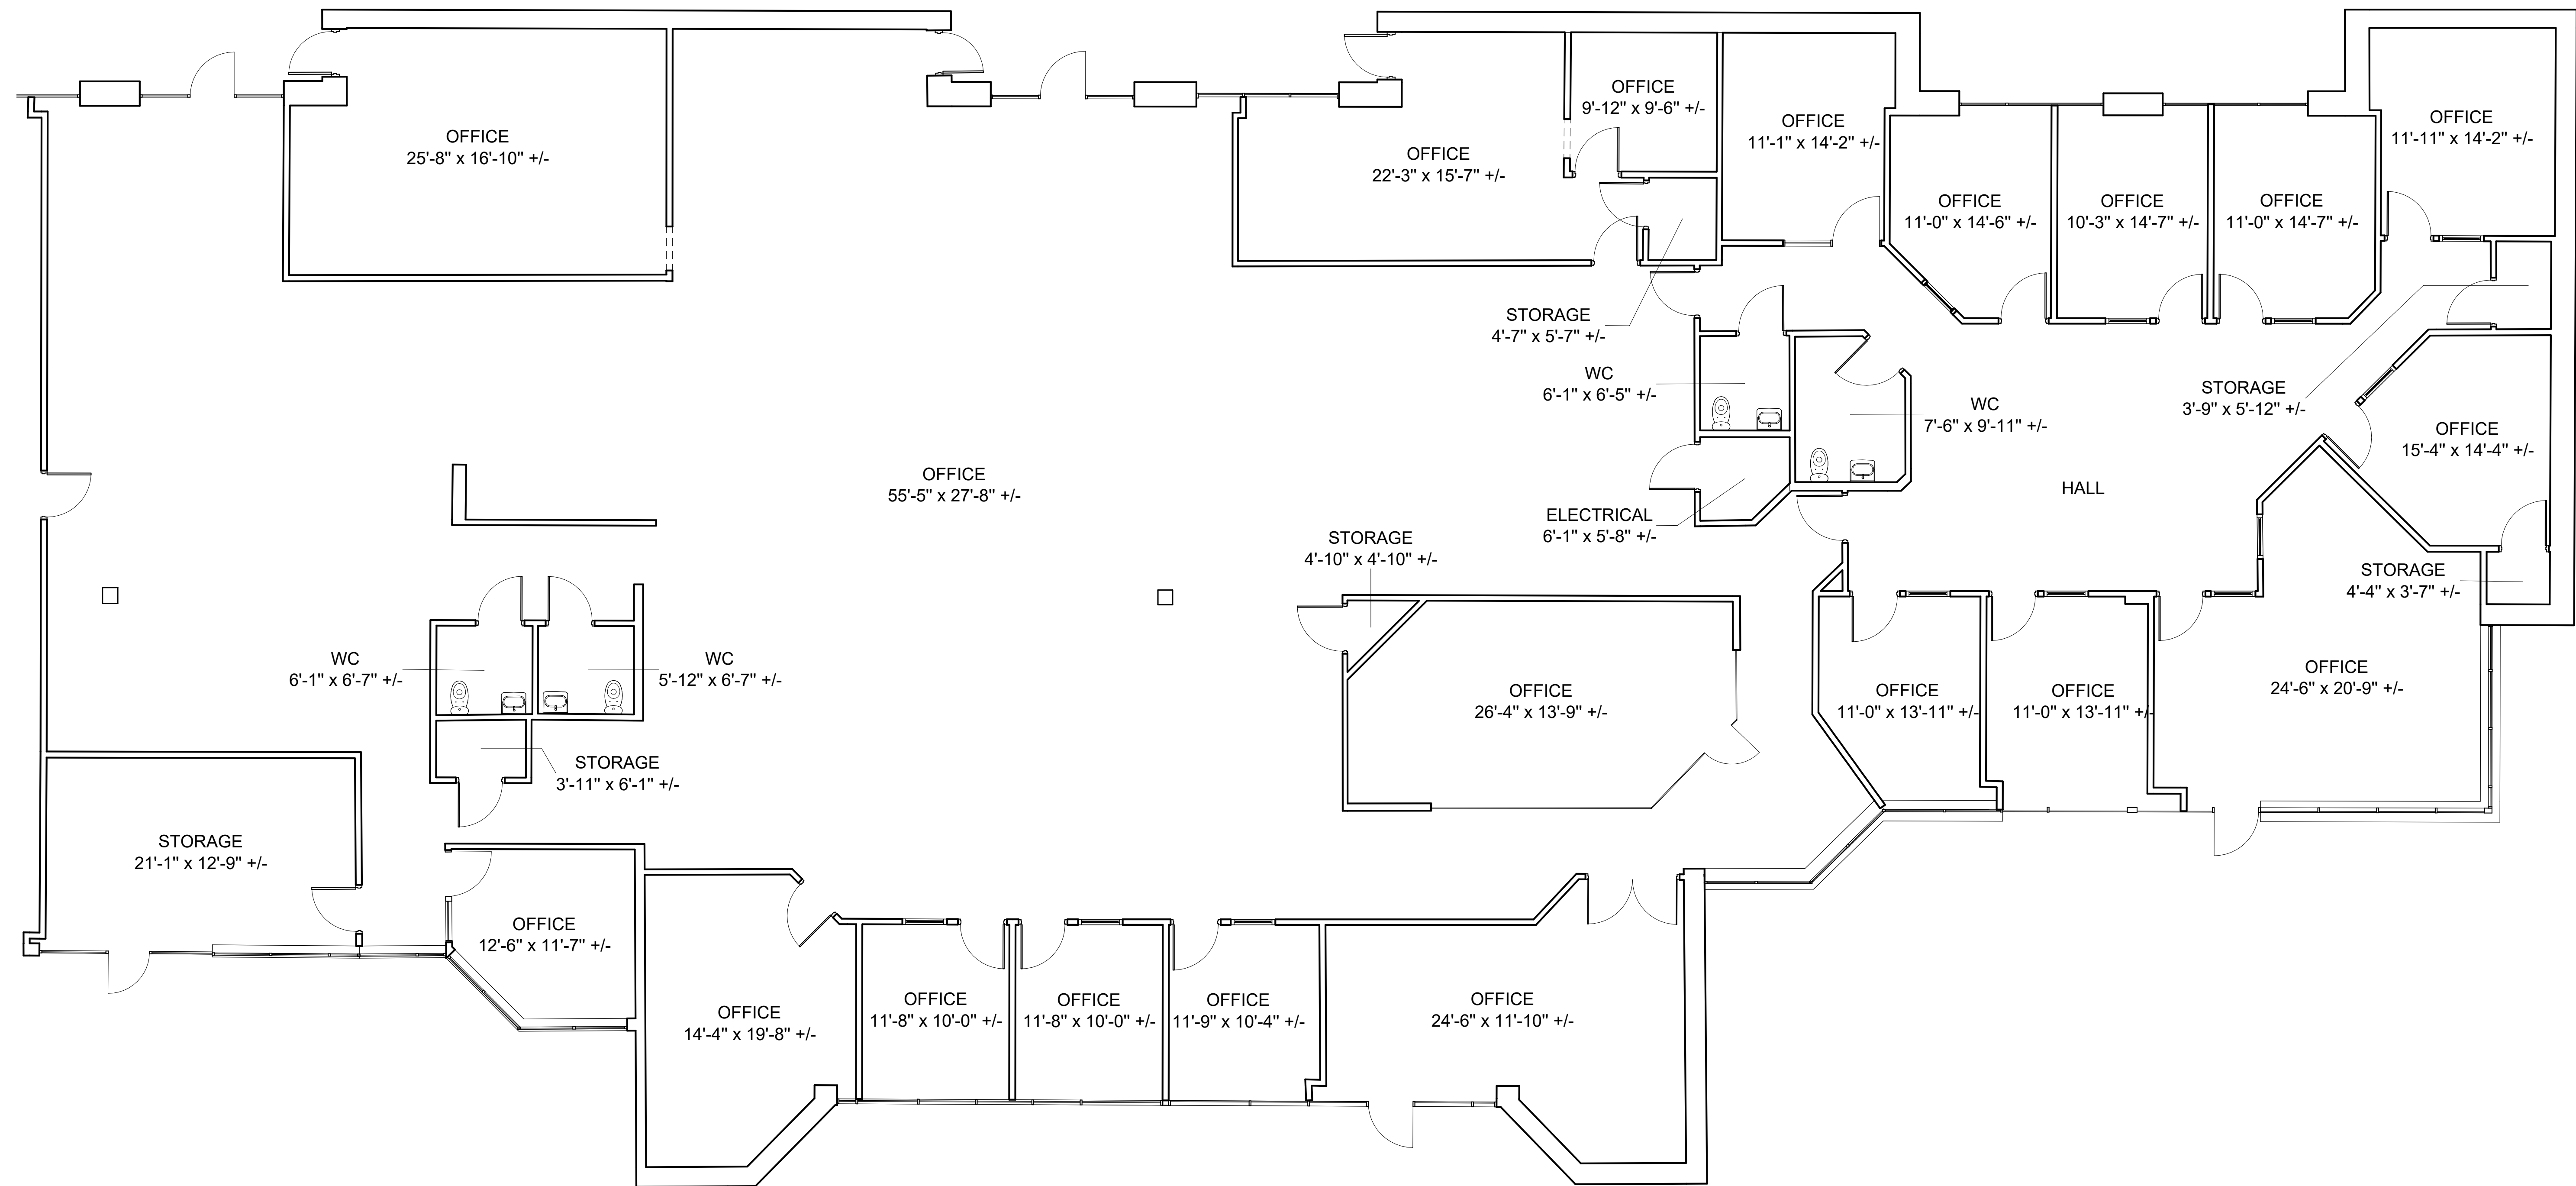 OFFICE
25'-8" x 16'-10" +/-
OFFICE
22'-3" x 15'-7" +/-
OFFICE
9'-12" x 9'-6" +/-
OFFICE
11'-1" x 14'-2" +/-
OFFICE
11'-0" x 14'-6" +/-
OFFICE
10'-3" x 14'-7" +/-
OFFICE
11'-0" x 14'-7" +/-
OFFICE
11'-11" x 14'-2" +/-
STORAGE
4'-7" x 5'-7" +/-
WC
6'-1" x 6'-5" +/-
WC
7'-6" x 9'-11" +/-
STORAGE
3'-9" x 5'-12" +/-
OFFICE
15'-4" x 14'-4" +/-
OFFICE
55'-5" x 27'-8" +/-
HALL
ELECTRICAL
6'-1" x 5'-8" +/-
STORAGE
4'-10" x 4'-10" +/-
STORAGE
4'-4" x 3'-7" +/-
WC
6'-1" x 6'-7" +/-
WC
5'-12" x 6'-7" +/-
OFFICE
26'-4" x 13'-9" +/-
OFFICE
11'-0" x 13'-11" +/-
OFFICE
11'-0" x 13'-11" +/-
OFFICE
24'-6" x 20'-9" +/-
STORAGE
3'-11" x 6'-1" +/-
STORAGE
21'-1" x 12'-9" +/-
OFFICE
12'-6" x 11'-7" +/-
OFFICE
14'-4" x 19'-8" +/-
OFFICE
11'-8" x 10'-0" +/-
OFFICE
11'-8" x 10'-0" +/-
OFFICE
11'-9" x 10'-4" +/-
OFFICE
24'-6" x 11'-10" +/-